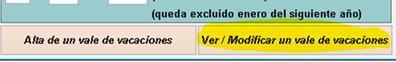 (queda excluido enero del siguiente año)
Alta de un vale de vacaciones
Ver / Modificar un vale de vacaciones